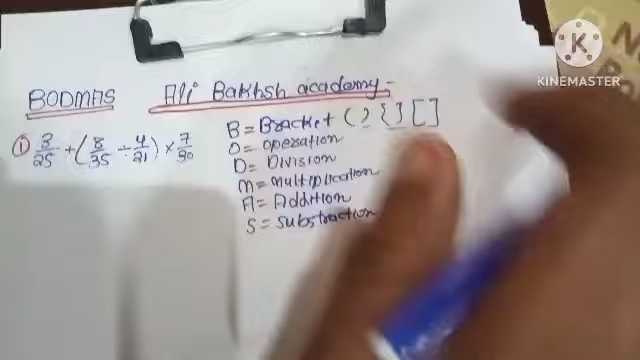 KINEMASTER
BODMAS Ali Bakhsh academy-
B = Bracket ( ) { } [ ]
① 3/25 + (8/35 ÷ 4/21) × 7/30
O = operation
D = Division
M = multiplication
A = Addition
S = substraction